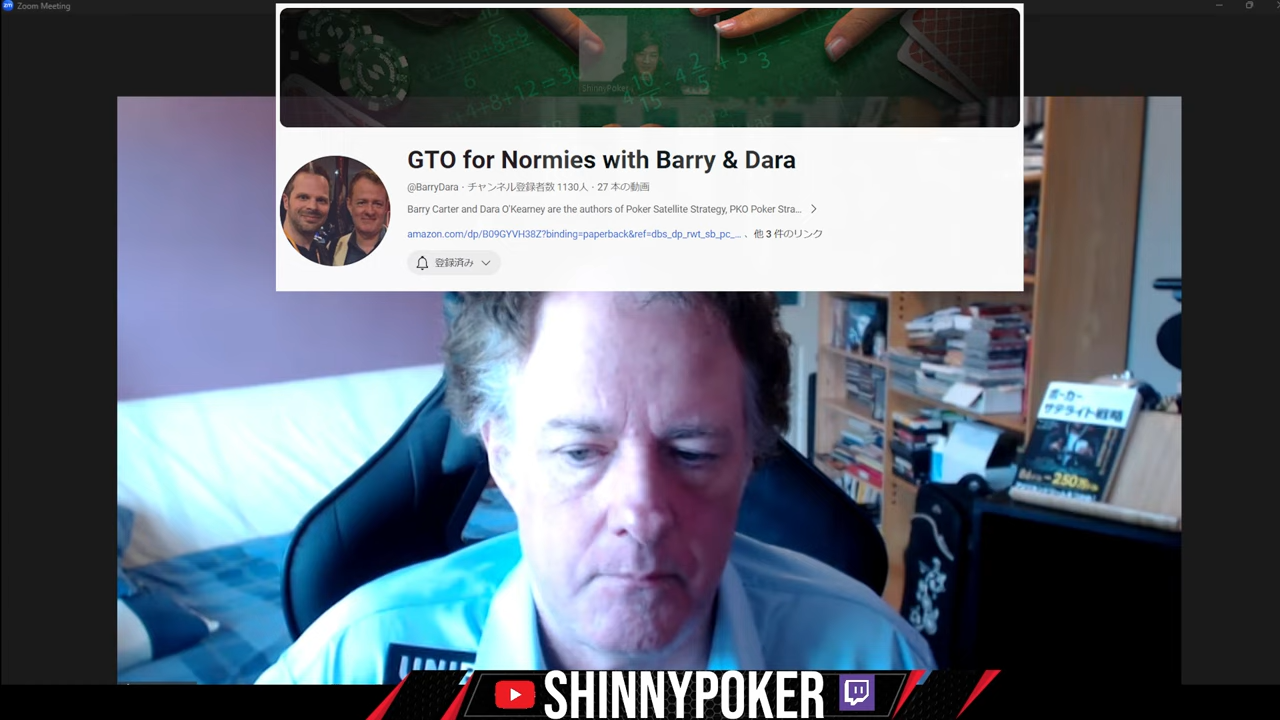 Zoom Meeting
ShinnyPoker
GTO for Normies with Barry & Dara
@BarryDara・チャンネル登録者数 1130人・27 本の動画
Barry Carter and Dara O'Kearney are the authors of Poker Satellite Strategy, PKO Poker Stra...
amazon.com/dp/B09GYVH38Z?binding=paperback&ref=dbs_dp_rwt_sb_pc_... 、他 3 件のリンク
登録済み
ポーカー
サテライト戦略
SHINNYPOKER